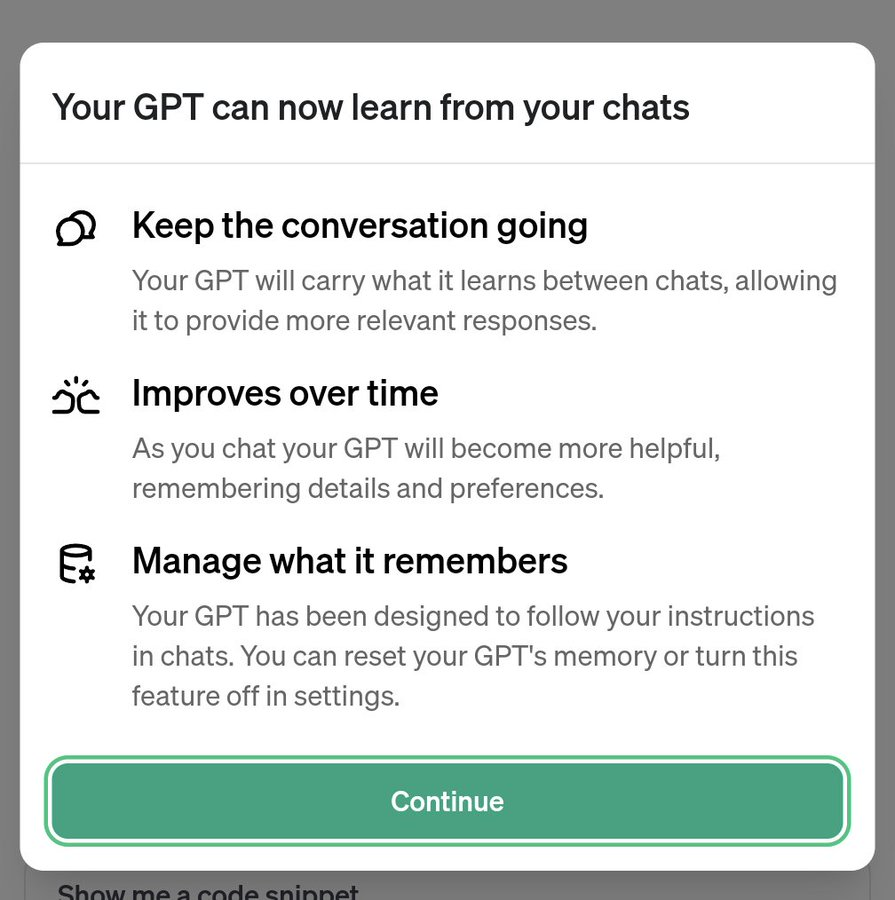 Your GPT can now learn from your chats
Keep the conversation going
Your GPT will carry what it learns between chats, allowing
it to provide more relevant responses.
Improves over time
As you chat your GPT will become more helpful,
remembering details and preferences.
Manage what it remembers
Your GPT has been designed to follow your instructions
in chats. You can reset your GPT's memory or turn this
feature off in settings.
Continue
Show me a code snippet